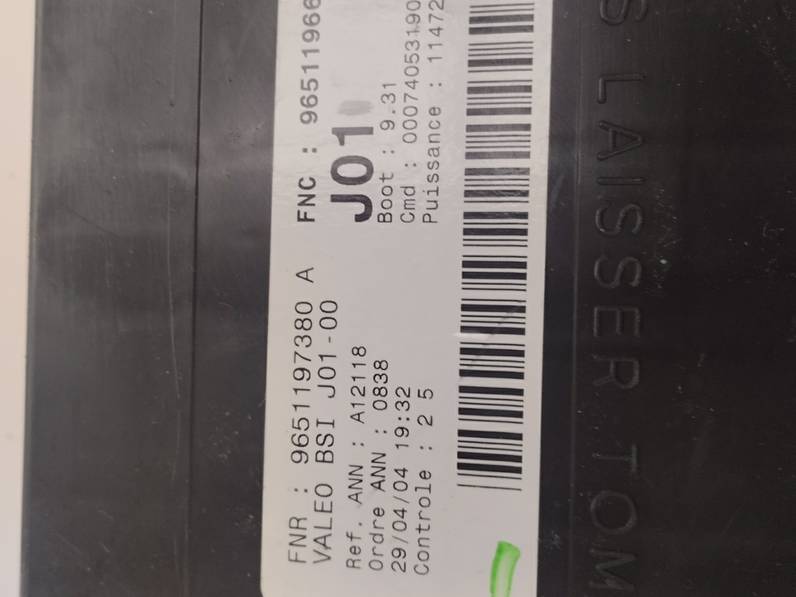 FNR : 9651197380 A
VALEO BSI J01-00
Ref. ANN : A12118
Ordre ANN : 0838
29/04/04 19:32
Controle : 2 5
FNC : 96511966
J01
Boot : 9.31
Cmd : 00074053190
Puissance : 11472
S LAISSER TOM